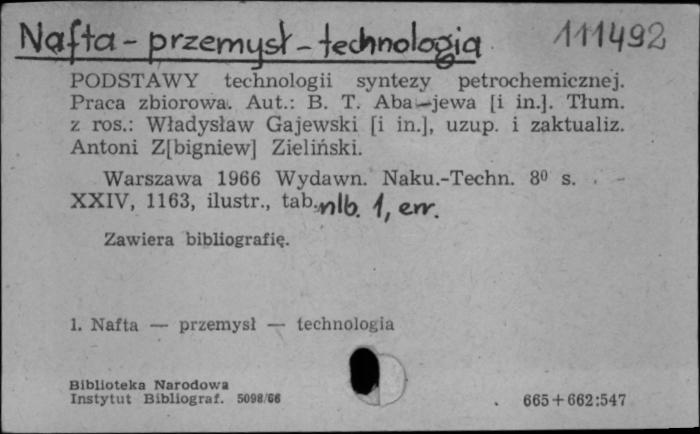 Nafta - przemysł - technologia 111492
PODSTAWY technologii syntezy petrochemicznej.
Praca zbiorowa. Aut.: B. T. Aba-jewa [i in.]. Tłum.
z ros.: Władysław Gajewski [i in.], uzup. i zaktualiz.
Antoni Z[bigniew] Zieliński.
Warszawa 1966 Wydawn. Nauk.-Techn. 8⁰ s.
XXIV, 1163, ilustr., tab., nlb. 1, err.
Zawiera bibliografię.
1. Nafta — przemysł — technologia
Biblioteka Narodowa
Instytut Bibliograf. 5098/66
665+662:547